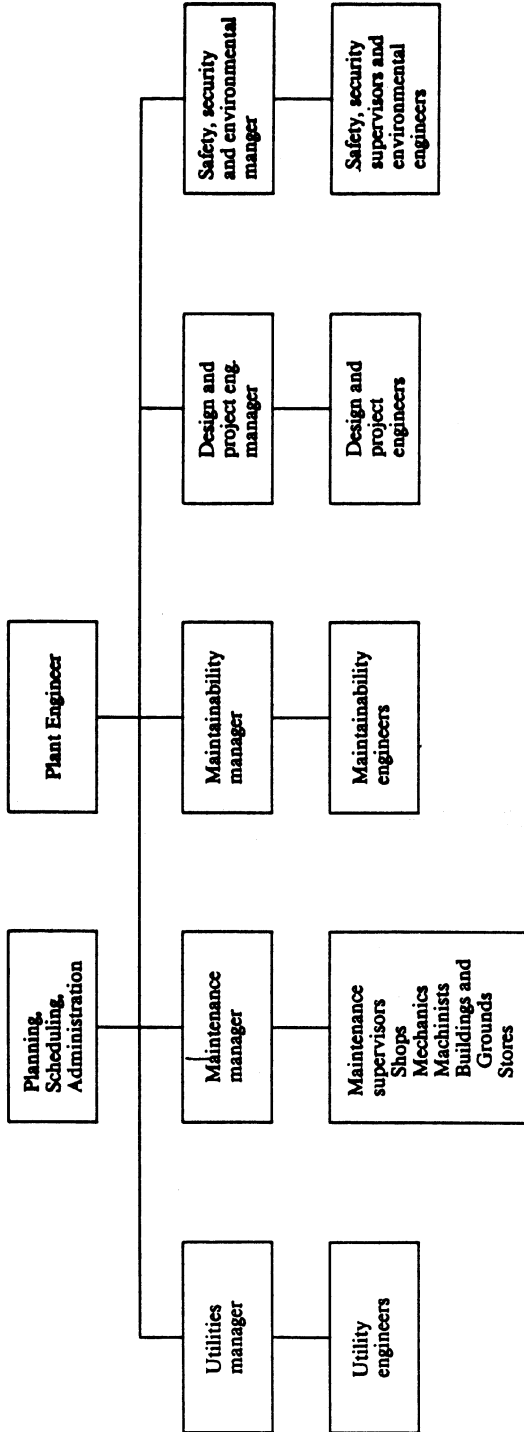 Planning,
Scheduling,
Administration
Plant Engineer
Utilities
manager
Maintenance
manager
Maintainability
manager
Design and
project eng.
manager
Safety, security
and environmental
manger
Utility
engineers
Maintenance
supervisors
Shops
Mechanics
Machinists
Buildings and
Grounds
Stores
Maintainability
engineers
Design and
project
engineers
Safety, security
supervisors and
environmental
engineers